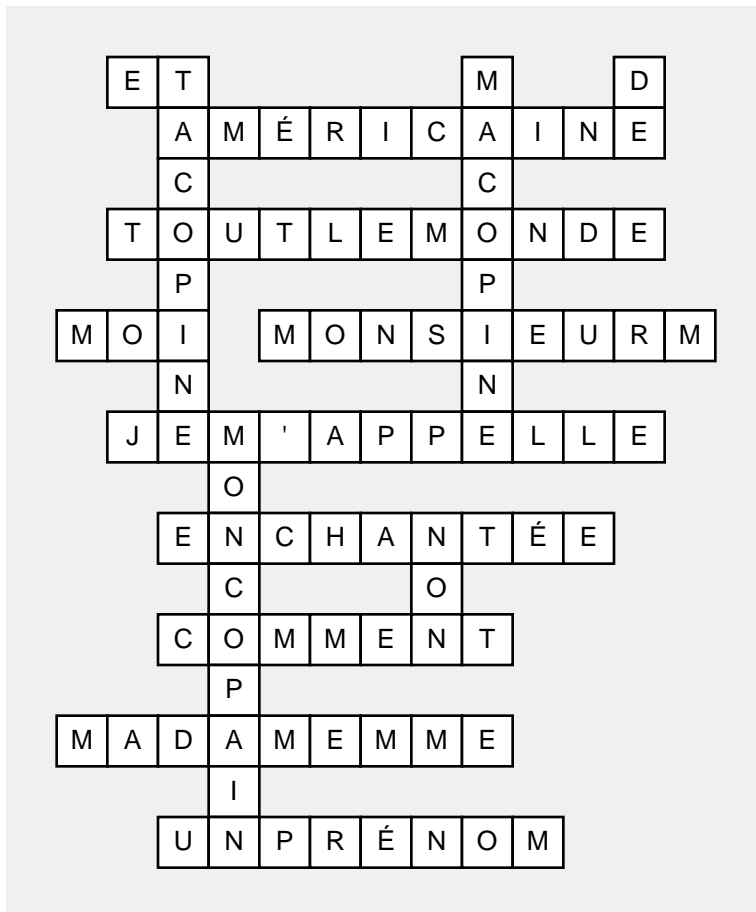 ET M D
AMÉRICAINE
C C
TOUTLEMONDE
P P
MOI MONSIEURM
N N
JEM'APPELLE
O
ENCHANTÉE
C O
COMMENT
P
MADAMEMME
I
UNPRÉNOM